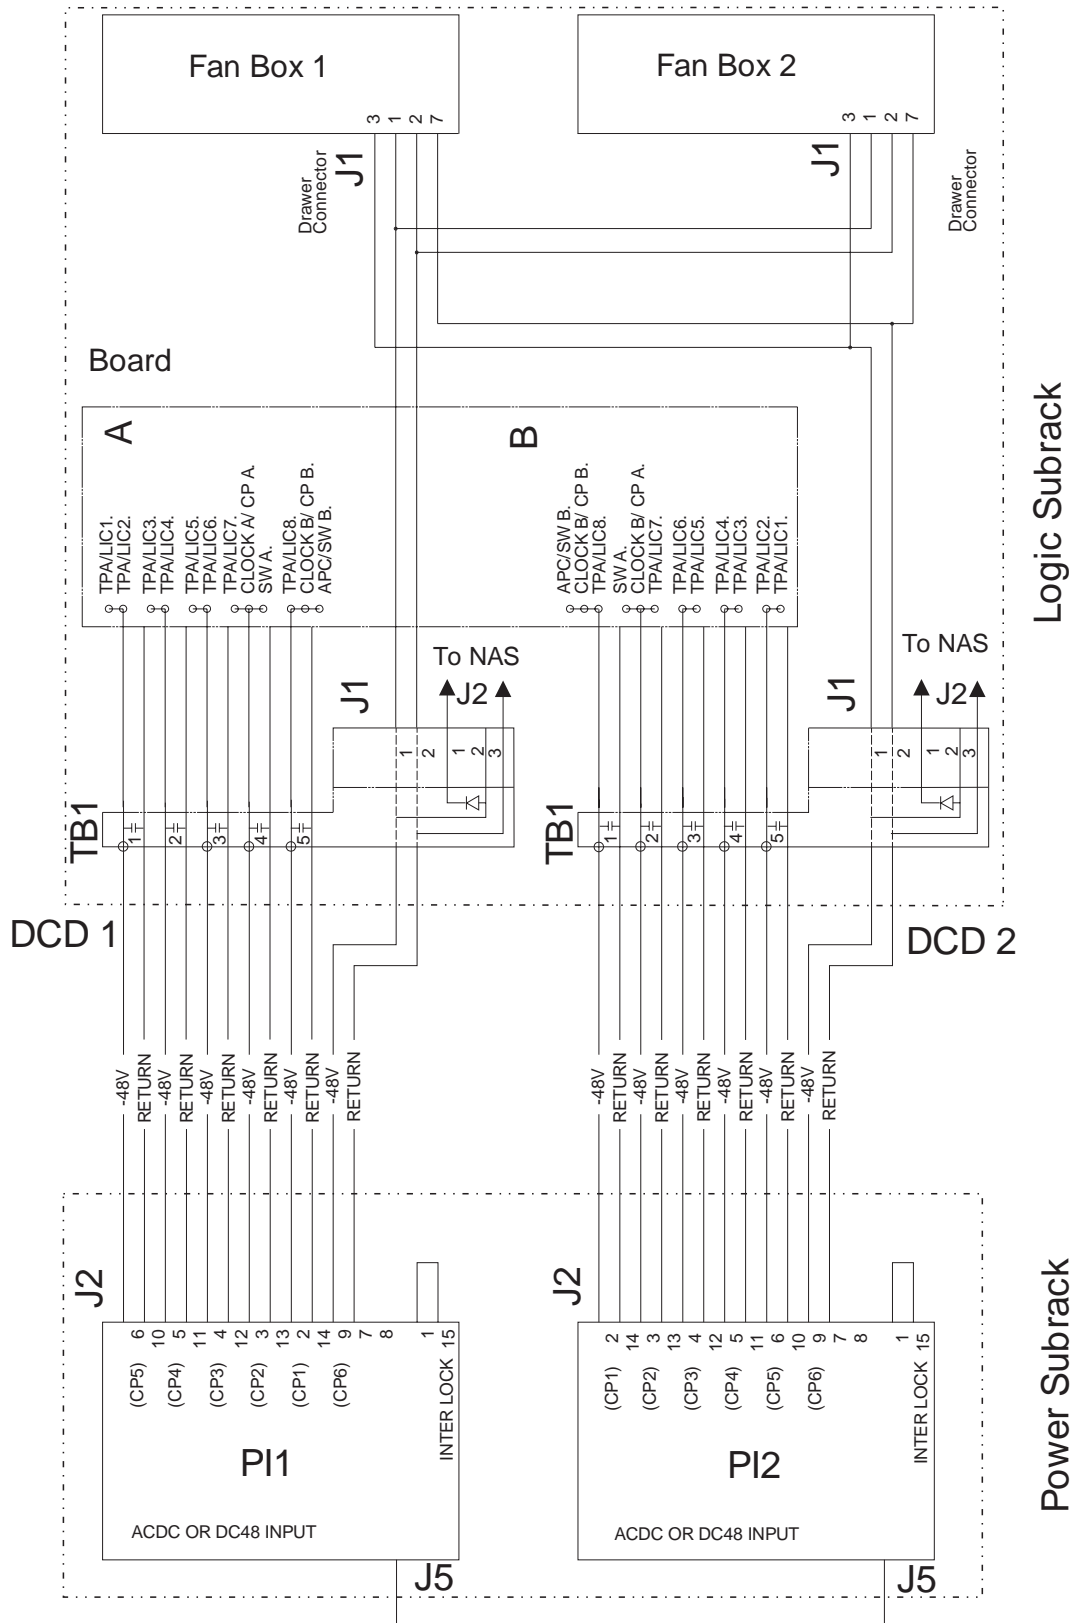 Fan Box 1
3
1
2
7
J1
Drawer
Connector
Fan Box 2
3
1
2
7
J1
Drawer
Connector
Board
A
TPA/LIC1.
TPA/LIC2.
TPA/LIC3.
TPA/LIC4.
TPA/LIC5.
TPA/LIC6.
TPA/LIC7.
CLOCK A/ CP A.
SW A.
TPA/LIC8.
CLOCK B/ CP B.
APC/SW B.
B
APC/SW B.
CLOCK B/ CP B.
TPA/LIC8.
SW A.
CLOCK B/ CP A.
TPA/LIC7.
TPA/LIC6.
TPA/LIC5.
TPA/LIC4.
TPA/LIC3.
TPA/LIC2.
TPA/LIC1.
Logic Subrack
To NAS
J1
J2
1
2
1
2
3
TB1
1
2
3
4
5
To NAS
J1
J2
1
2
1
2
3
TB1
1
2
3
4
5
DCD 1
DCD 2
-48V
RETURN
-48V
RETURN
-48V
RETURN
-48V
RETURN
-48V
RETURN
-48V
RETURN
-48V
RETURN
-48V
RETURN
-48V
RETURN
-48V
RETURN
-48V
RETURN
-48V
RETURN
J2
6
10
5
11
4
12
3
13
2
14
9
7
8
1
15
(CP5)
(CP4)
(CP3)
(CP2)
(CP1)
(CP6)
INTER LOCK
PI1
ACDC OR DC48 INPUT
J5
J2
2
14
3
13
4
12
5
11
6
10
9
7
8
1
15
(CP1)
(CP2)
(CP3)
(CP4)
(CP5)
(CP6)
INTER LOCK
PI2
ACDC OR DC48 INPUT
J5
Power Subrack